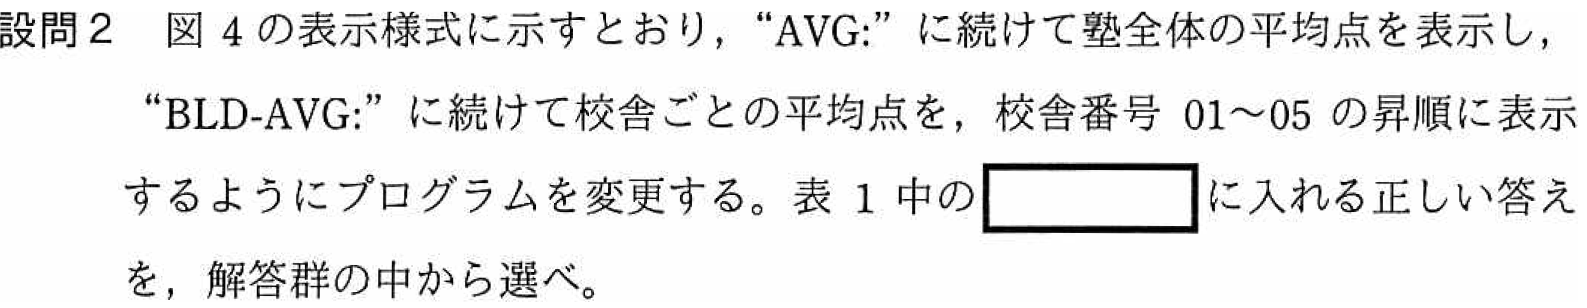 設問2　図 4 の表示様式に示すとおり，“AVG:” に続けて塾全体の平均点を表示し，
“BLD-AVG:” に続けて校舎ごとの平均点を，校舎番号 01～05 の昇順に表示
するようにプログラムを変更する。表 1 中の　　　に入れる正しい答え
を，解答群の中から選べ。